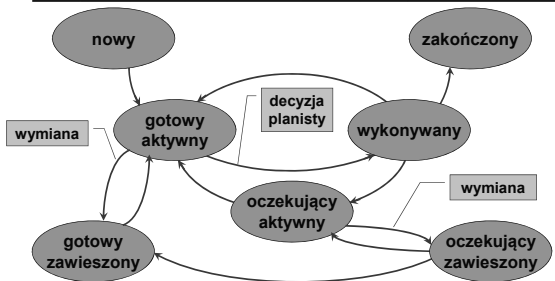 nowy
zakończony
decyzja
planisty
gotowy
aktywny
wykonywany
wymiana
oczekujący
aktywny
wymiana
gotowy
zawieszony
oczekujący
zawieszony